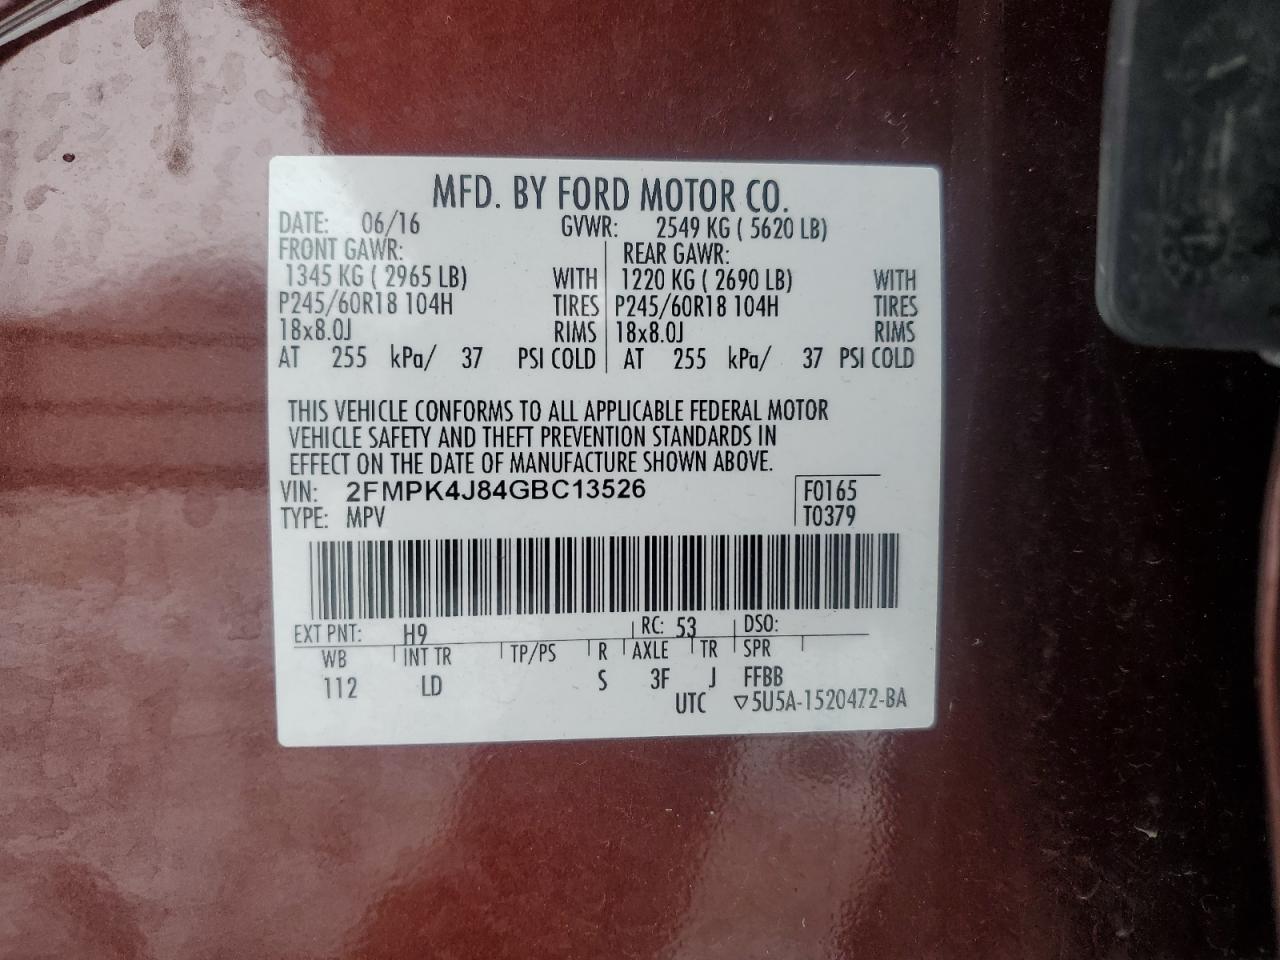 MFD. BY FORD MOTOR CO.
DATE: 06/16 GVWR: 2549 KG ( 5620 LB)
FRONT GAWR: REAR GAWR:
1345 KG ( 2965 LB) WITH 1220 KG ( 2690 LB) WITH
P245/60R18 104H TIRES P245/60R18 104H TIRES
18x8.0J RIMS 18x8.0J RIMS
AT 255 kPa/ 37 PSI COLD AT 255 kPa/ 37 PSI COLD
THIS VEHICLE CONFORMS TO ALL APPLICABLE FEDERAL MOTOR
VEHICLE SAFETY AND THEFT PREVENTION STANDARDS IN
EFFECT ON THE DATE OF MANUFACTURE SHOWN ABOVE.
VIN: 2FMPK4J84GBC13526 F0165
TYPE: MPV T0379
EXT PNT: H9 RC: 53 DSO:
WB INT TR TP/PS R AXLE TR SPR
112 LD S 3F J FFBB
UTC ▽5U5A-1520472-BA